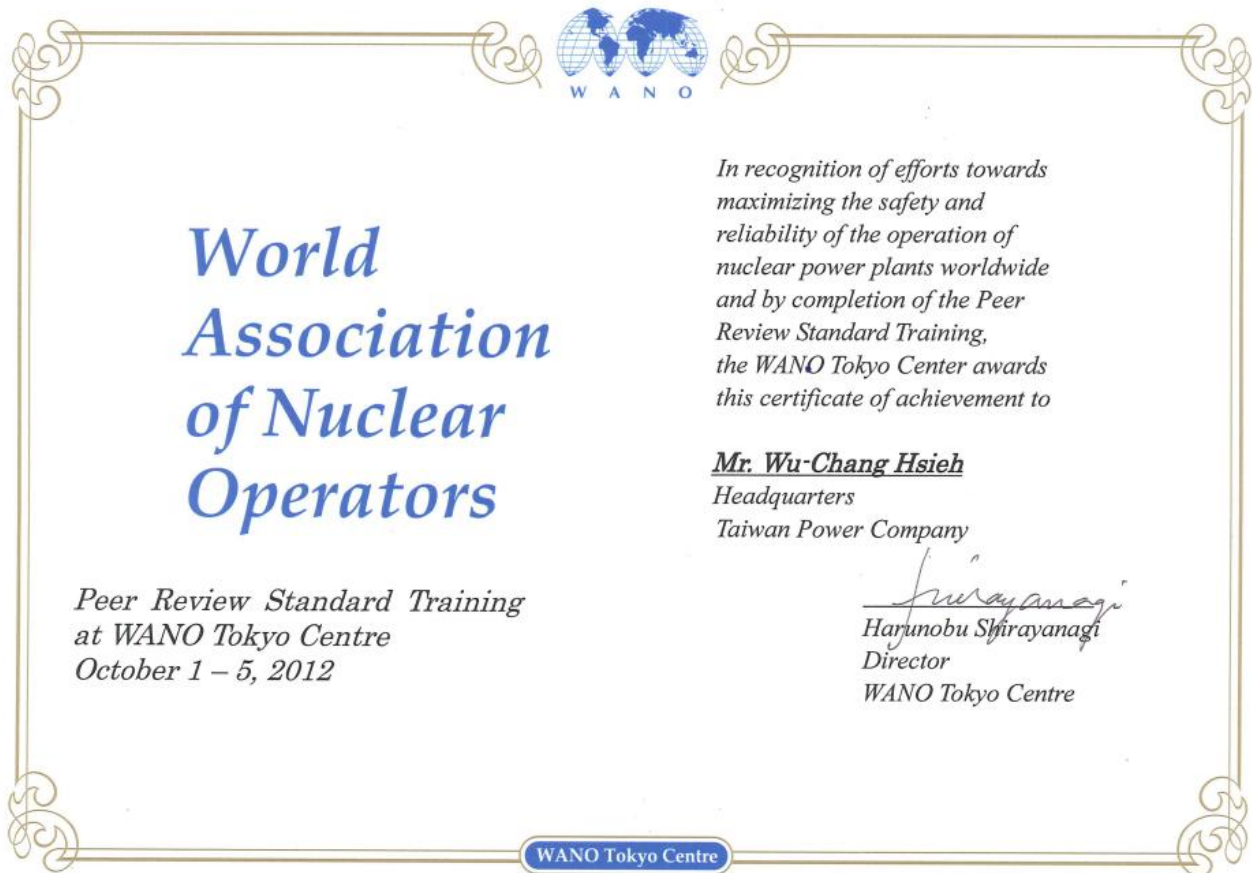 WANO
World
Association
of Nuclear
Operators
Peer Review Standard Training
at WANO Tokyo Centre
October 1 – 5, 2012
In recognition of efforts towards
maximizing the safety and
reliability of the operation of
nuclear power plants worldwide
and by completion of the Peer
Review Standard Training,
the WANO Tokyo Center awards
this certificate of achievement to
Mr. Wu-Chang Hsieh
Headquarters
Taiwan Power Company
Shirayanagi
Harunobu Shirayanagi
Director
WANO Tokyo Centre
WANO Tokyo Centre